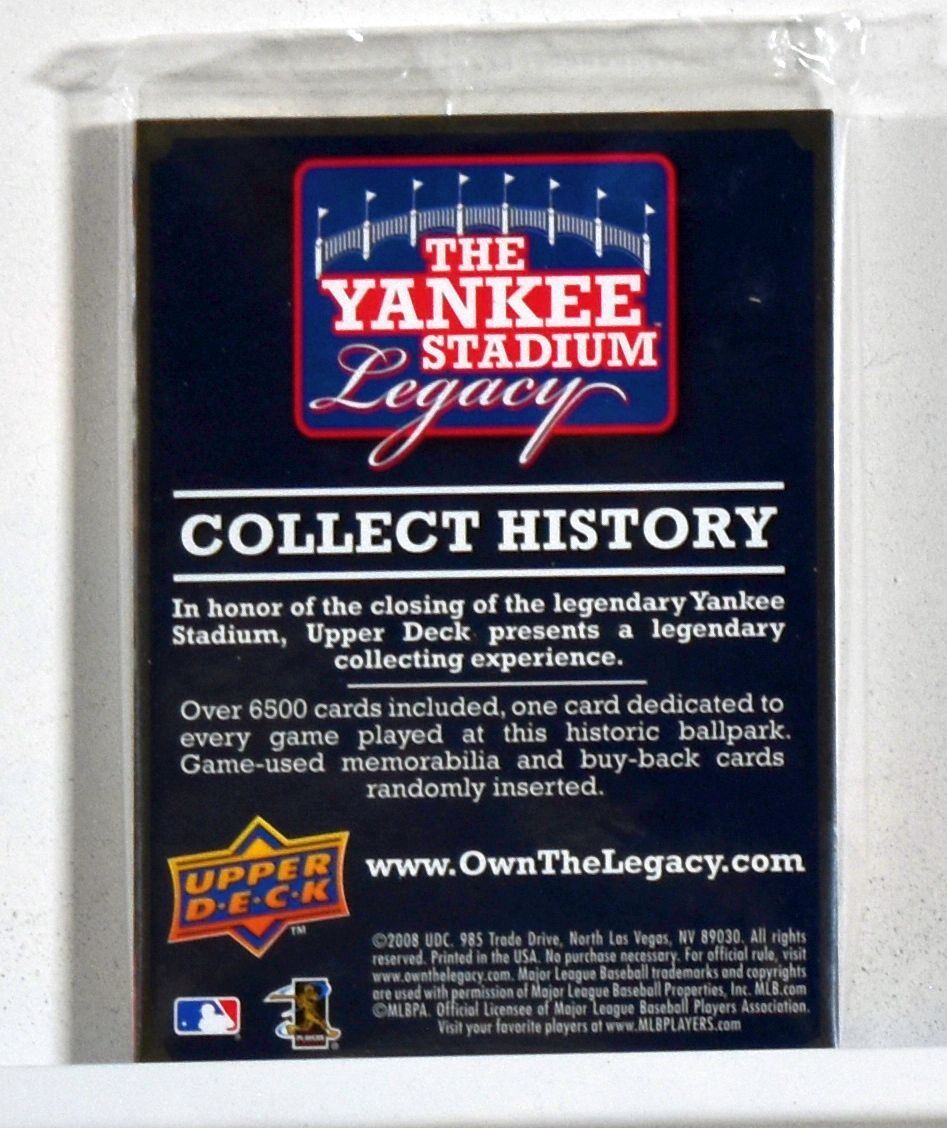 THE
YANKEE
STADIUM
Legacy
COLLECT HISTORY
In honor of the closing of the legendary Yankee
Stadium, Upper Deck presents a legendary
collecting experience.
Over 6500 cards included, one card dedicated to
every game played at this historic ballpark.
Game-used memorabilia and buy-back cards
randomly inserted.
UPPER
D·E·C·K
TM
www.OwnTheLegacy.com
©2008 UDC. 985 Trade Drive, North Las Vegas, NV 89030. All rights
reserved. Printed in the USA. No purchase necessary. For official rule, visit
www.ownthelegacy.com. Major League Baseball trademarks and copyrights
are used with permission of Major League Baseball Properties, Inc. MLB.com
©MLBPA. Official Licensee of Major League Baseball Players Association.
Visit your favorite players at www.MLBPLAYERS.com